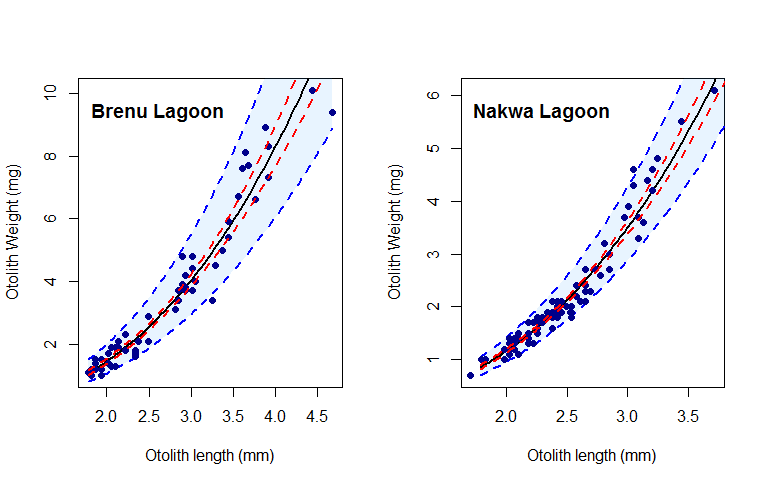 Brenu Lagoon
Otolith Weight (mg)
2 4 6 8 10
2.0 2.5 3.0 3.5 4.0 4.5
Otolith length (mm)
Nakwa Lagoon
Otolith Weight (mg)
1 2 3 4 5 6
2.0 2.5 3.0 3.5
Otolith length (mm)